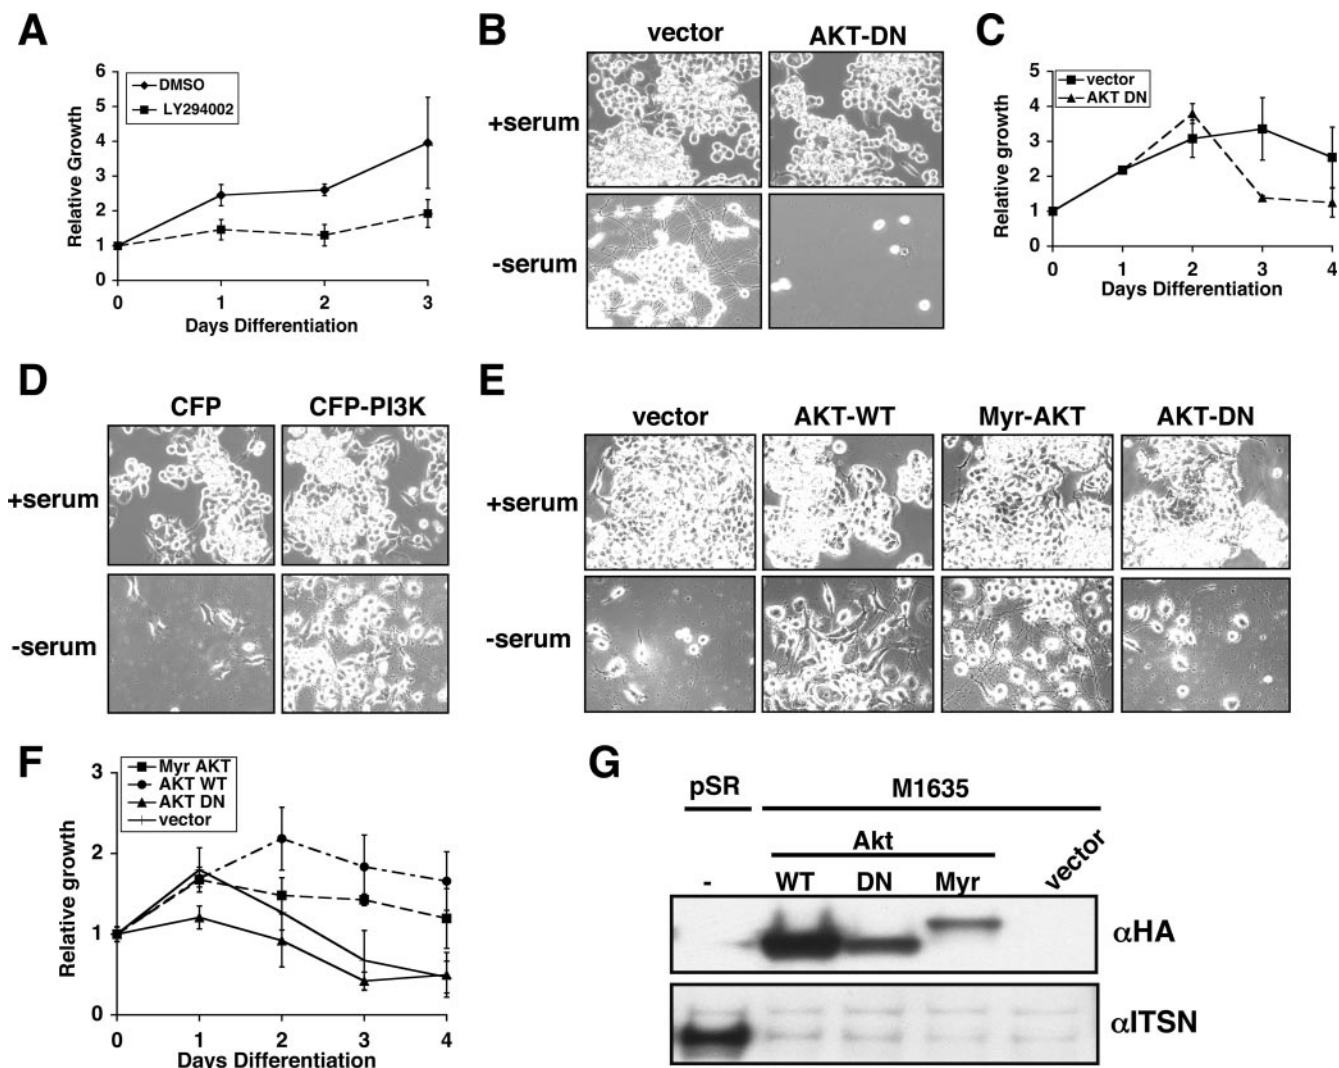 A
6
5
4
3
2
1
0
Relative Growth
DMSO
LY294002
0 1 2 3
Days Differentiation
B
vector AKT-DN
+serum
-serum
C
5
4
3
2
1
0
Relative growth
vector
AKT DN
0 1 2 3 4
Days Differentiation
D
CFP CFP-PI3K
+serum
-serum
E
vector AKT-WT Myr-AKT AKT-DN
+serum
-serum
F
3
2
1
0
Relative growth
Myr AKT
AKT WT
AKT DN
vector
0 1 2 3 4
Days Differentiation
G
pSR M1635
Akt
- WT DN Myr vector
αHA
αITSN